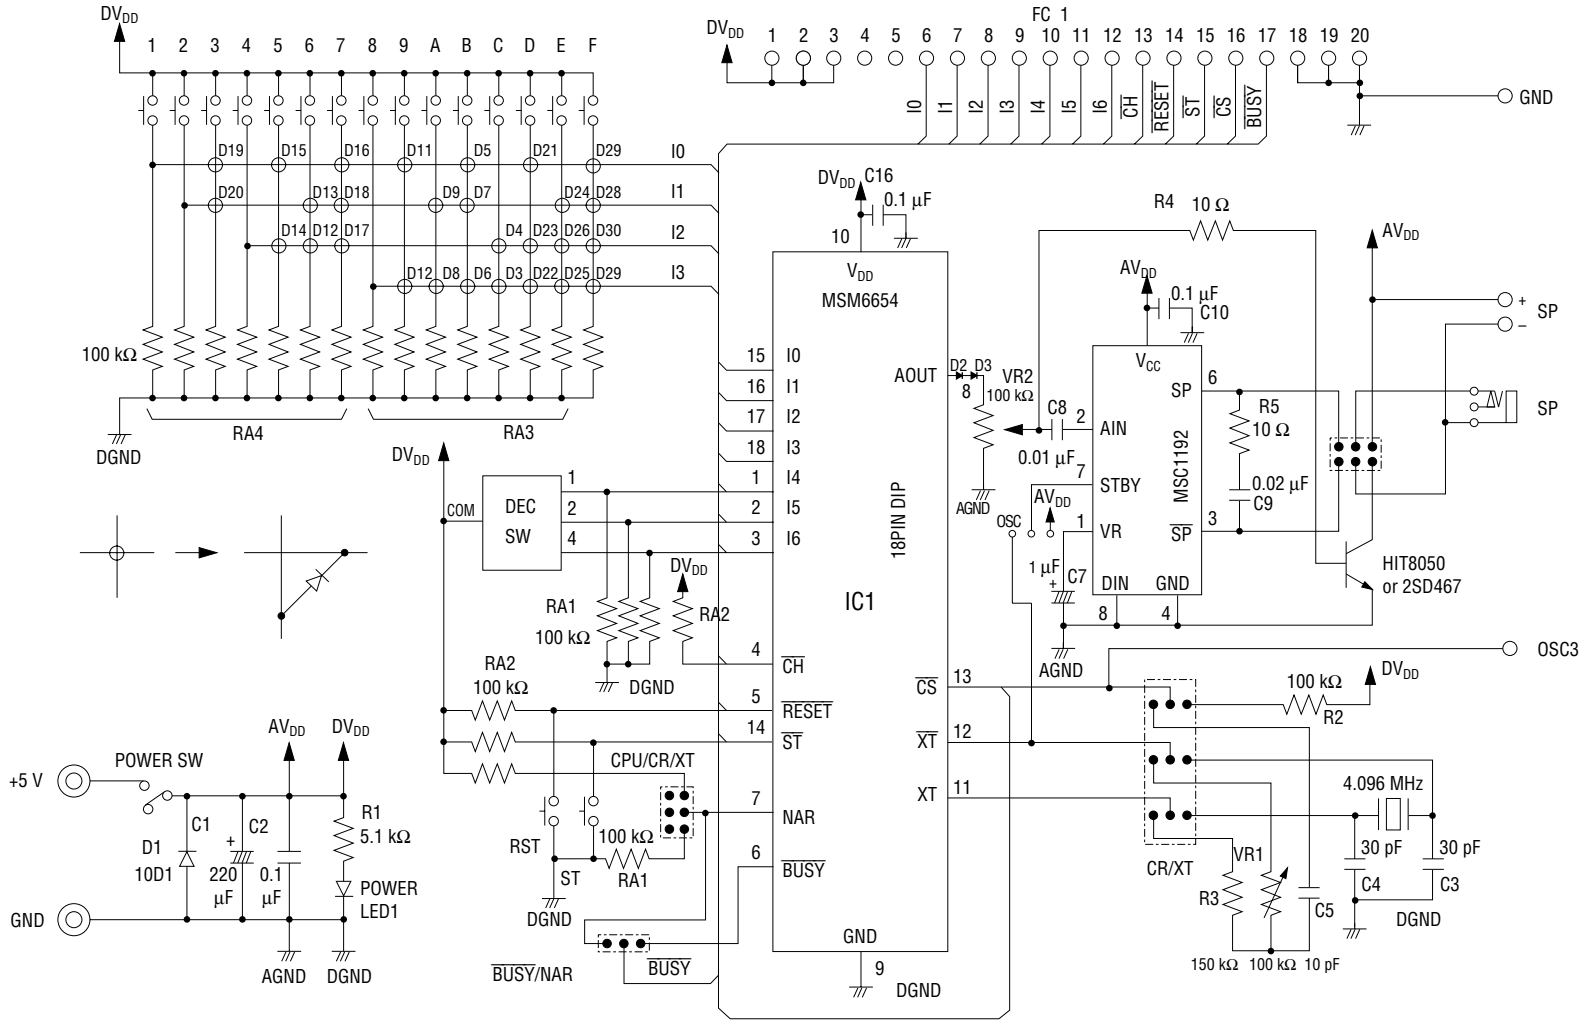 DVDD
1 2 3 4 5 6 7 8 9 A B C D E F
D19 D15 D16 D11 D5 D21 D29 I0
D20 D13 D18 D9 D7 D24 D28 I1
D14 D12 D17 D4 D23 D26 D30 I2
D12 D8 D6 D3 D22 D25 D29 I3
100 kΩ
RA4 RA3
DGND
FC 1
DVDD 1 2 3 4 5 6 7 8 9 10 11 12 13 14 15 16 17 18 19 20
I0 I1 I2 I3 I4 I5 I6 CH RESET ST CS BUSY
GND
DVDD C16
0.1 µF
10
VDD
MSM6654
18PIN DIP
IC1
15 I0
16 I1
17 I2
18 I3
1 I4
2 I5
3 I6
4 CH
5 RESET
14 ST
7 NAR
6 BUSY
AOUT 8
CS 13
XT 12
XT 11
GND
9 DGND
DVDD
COM
DEC SW
1
2
4
RA1
100 kΩ
DGND
DVDD
RA2
RA2
100 kΩ
CPU/CR/XT
RST
ST
100 kΩ
RA1
DGND
BUSY/NAR
BUSY
D2 D3
VR2
100 kΩ
AGND
C8
0.01 µF
R4
10 Ω
AVDD
0.1 µF
C10
VCC
MSC1192
2 AIN
7 STBY
1 VR
SP 6
SP 3
DIN GND
8 4
OSC
AVDD
1 µF
+
C7
AGND
R5
10 Ω
0.02 µF
C9
AVDD
+
–
SP
SP
HIT8050
or 2SD467
OSC3
DVDD
100 kΩ
R2
4.096 MHz
30 pF
C4
30 pF
C3
DGND
CR/XT
VR1
R3
C5
150 kΩ 100 kΩ 10 pF
+5 V
POWER SW
AVDD DVDD
D1
10D1
C1
+
C2
220
µF
0.1
µF
R1
5.1 kΩ
POWER
LED1
GND
AGND DGND